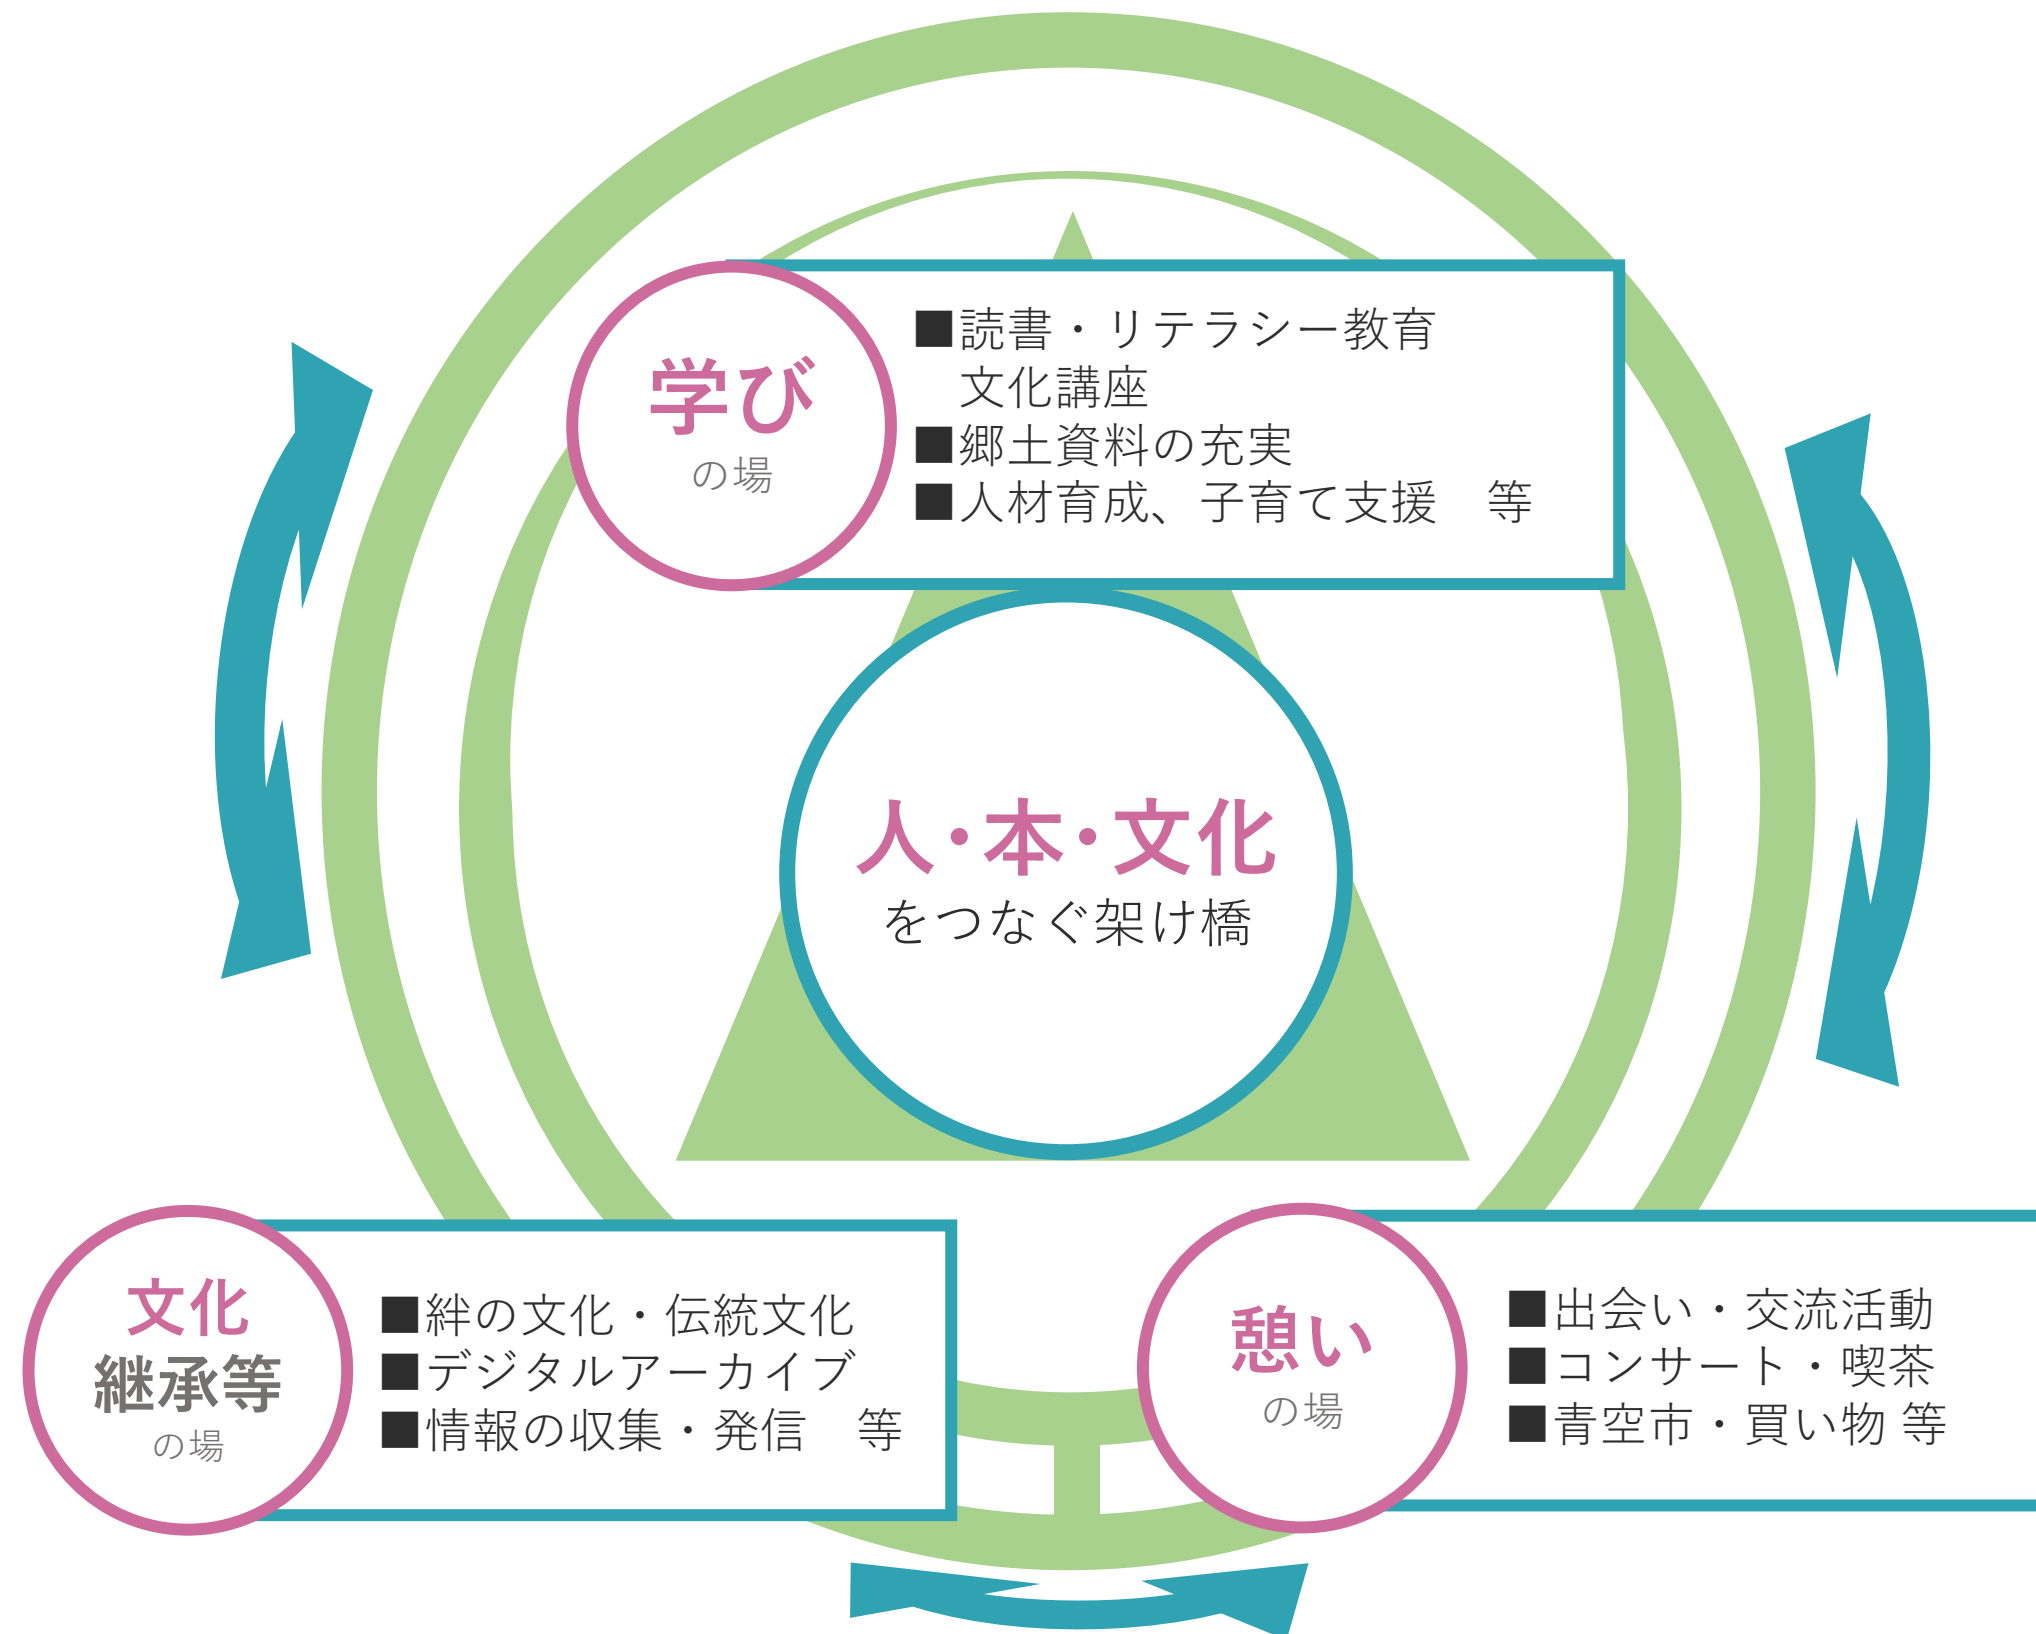 学び
の場
■読書・リテラシー教育
文化講座
■郷土資料の充実
■人材育成、子育て支援　等
人・本・文化
をつなぐ架け橋
文化
継承等
の場
■絆の文化・伝統文化
■デジタルアーカイブ
■情報の収集・発信　等
憩い
の場
■出会い・交流活動
■コンサート・喫茶
■青空市・買い物 等